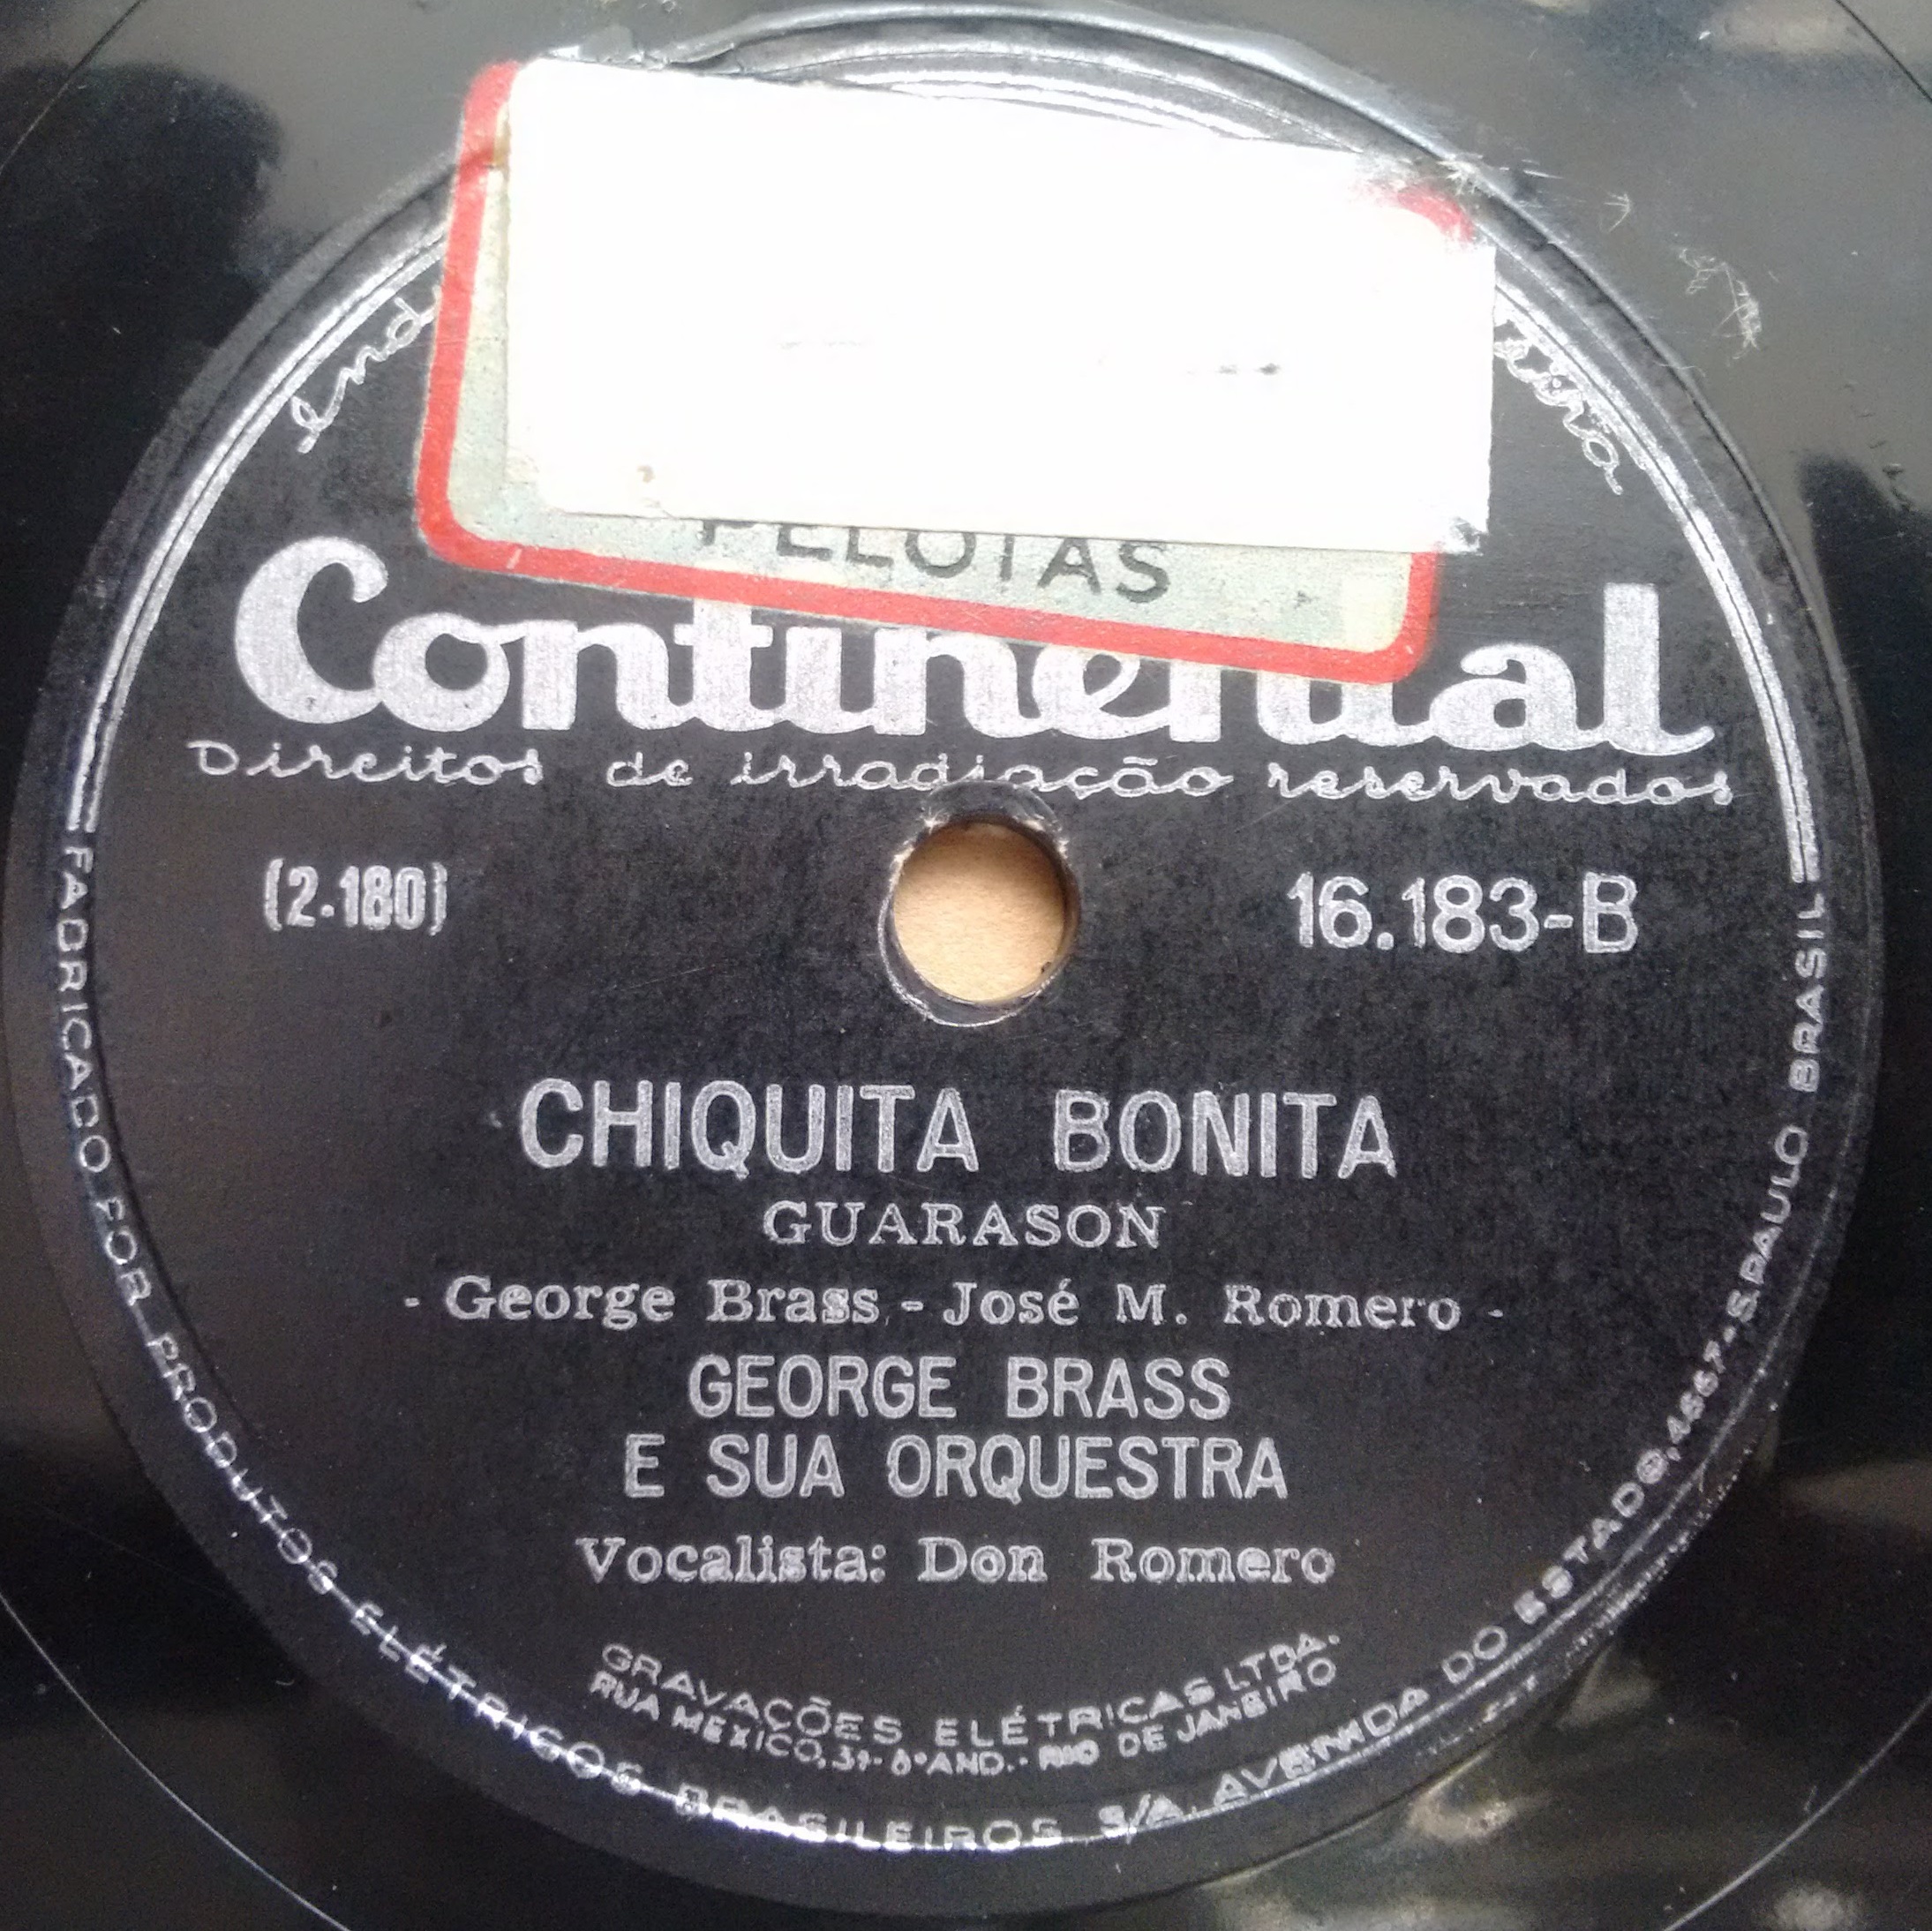 PELOTAS
Continental
Direitos de irradiação reservados
(2.180)
16.183-B
CHIQUITA BONITA
GUARASON
- George Brass - José M. Romero -
GEORGE BRASS
E SUA ORQUESTRA
Vocalista: Don Romero
GRAVAÇÕES ELÉTRICAS LTDA.
RUA MEXICO, 31-8º AND. - RIO DE JANEIRO
FABRICADO POR PRODUTOS ELÉTRICOS BRASILEIROS S/A. AVENIDA DO ESTADO, 4667-S.PAULO BRASIL